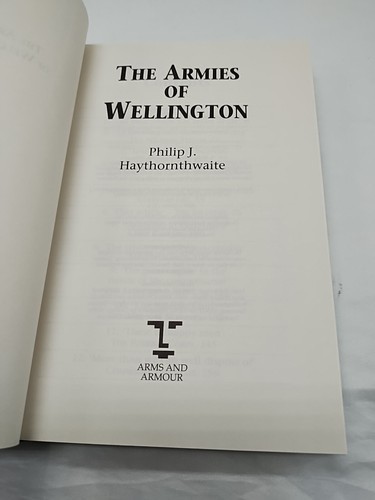 THE ARMIES
OF
WELLINGTON
Philip J.
Haythornthwaite
ARMS AND
ARMOUR